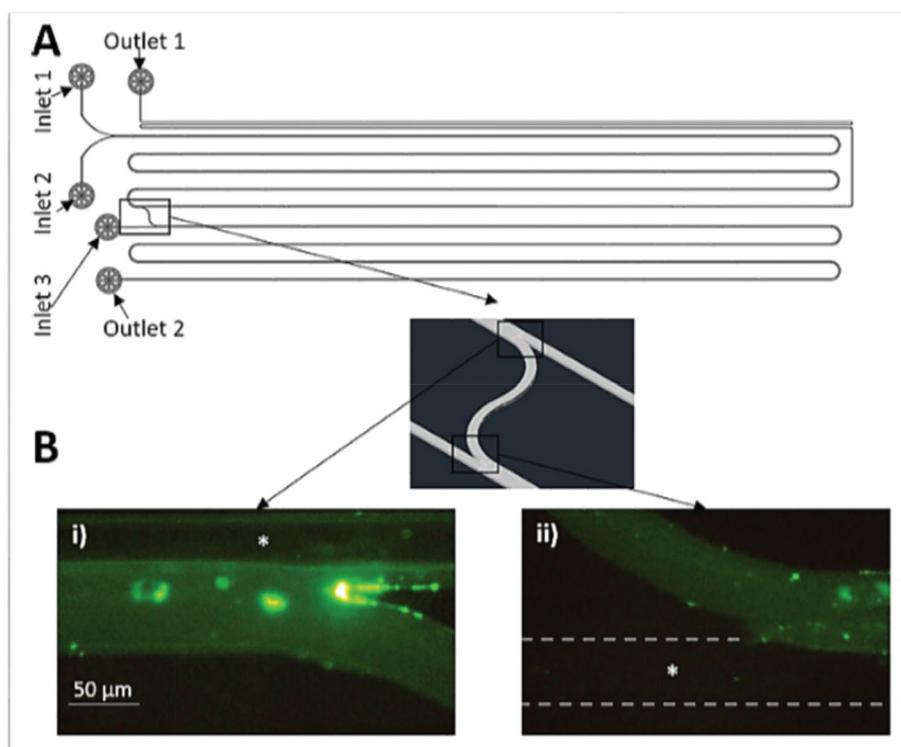 A
Outlet 1
Inlet 1
Inlet 2
Inlet 3
Outlet 2
B
i)
*
50 µm
ii)
*